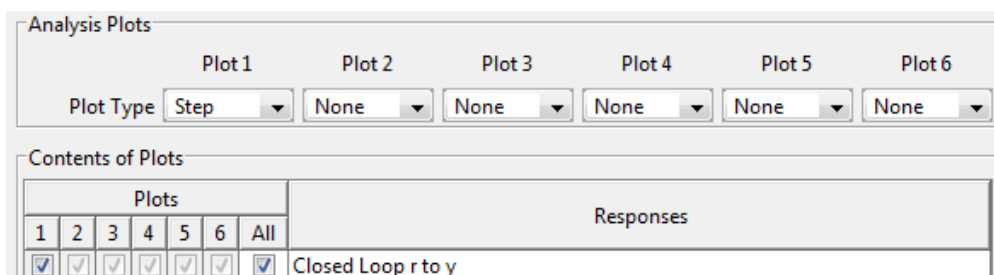 Analysis Plots
Plot 1 Plot 2 Plot 3 Plot 4 Plot 5 Plot 6
Plot Type Step None None None None None
Contents of Plots
Plots
Responses
1 2 3 4 5 6 All
Closed Loop r to y